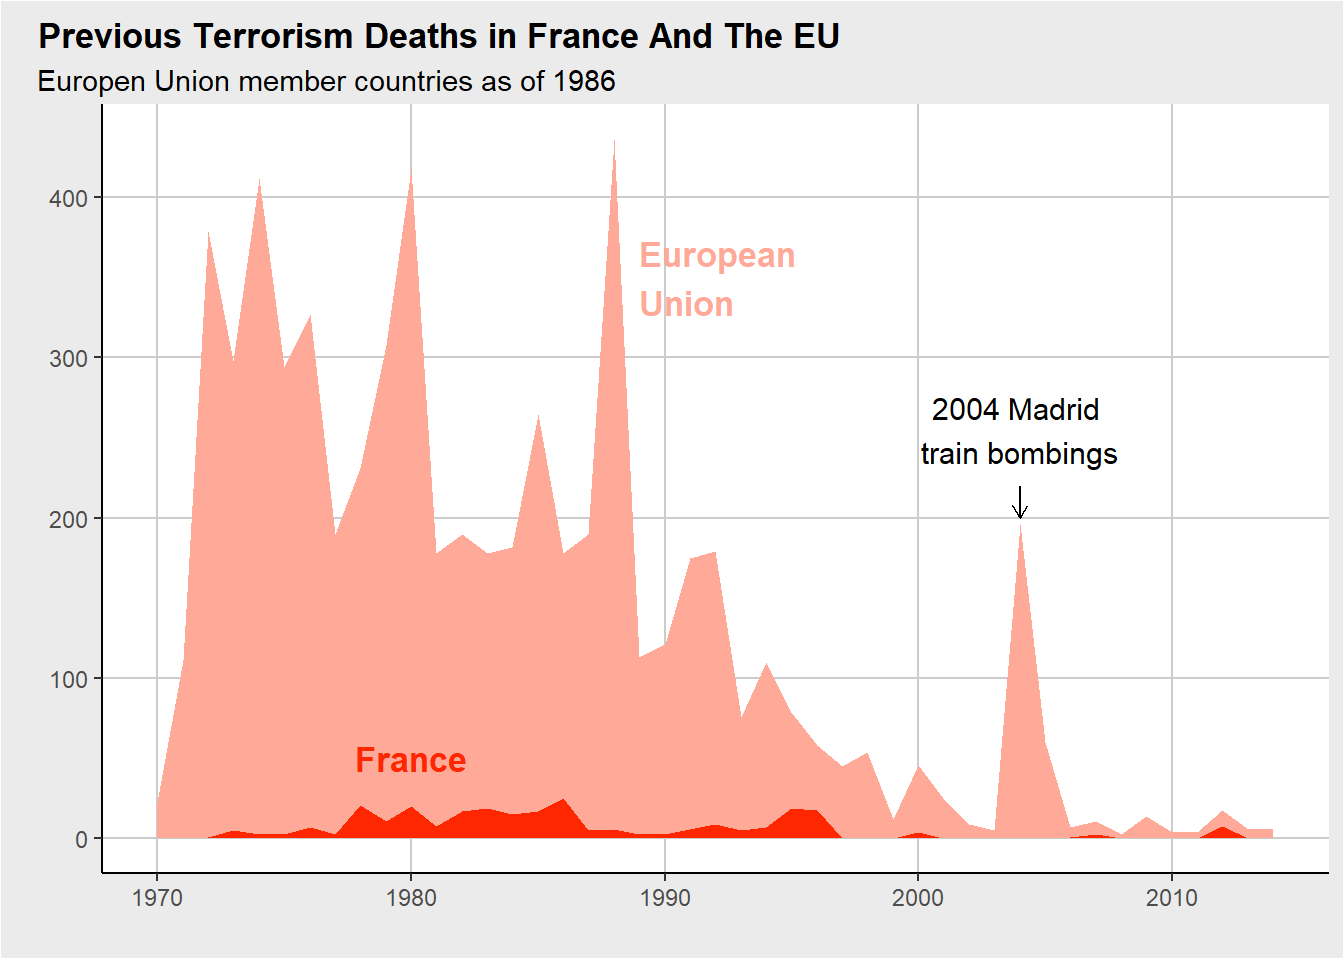 Previous Terrorism Deaths in France And The EU
Europen Union member countries as of 1986
400
European
Union
300
2004 Madrid
train bombings
200
100
France
0
1970
1980
1990
2000
2010